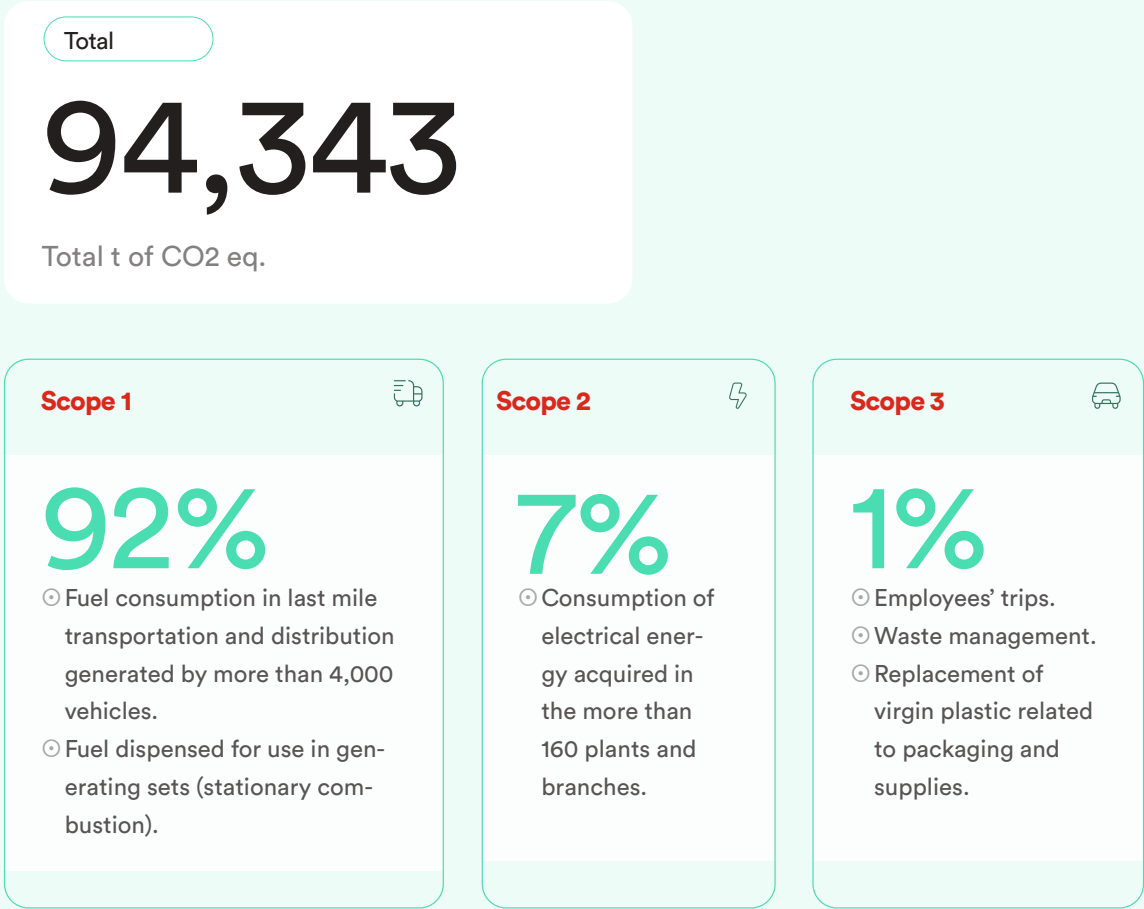 Total
94,343
Total t of CO2 eq.
Scope 1
92%
Fuel consumption in last mile
transportation and distribution
generated by more than 4,000
vehicles.
Fuel dispensed for use in gen-
erating sets (stationary com-
bustion).
Scope 2
7%
Consumption of
electrical ener-
gy acquired in
the more than
160 plants and
branches.
Scope 3
1%
Employees’ trips.
Waste management.
Replacement of
virgin plastic related
to packaging and
supplies.